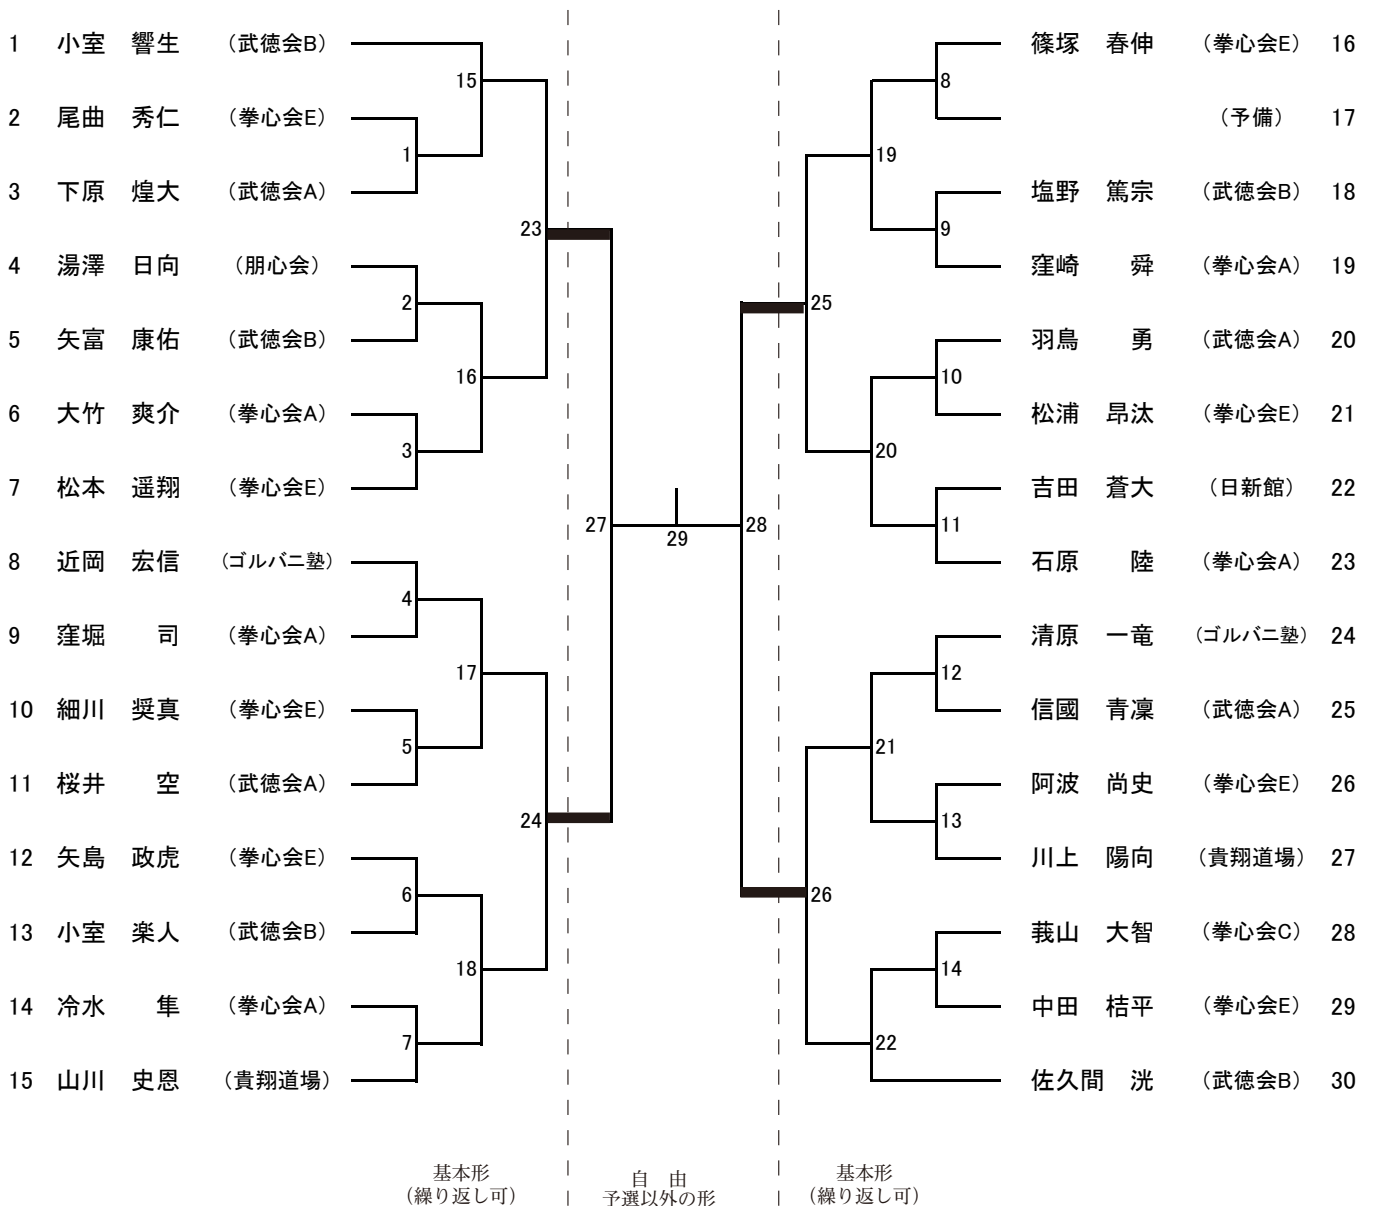 1 小室 響生 （武徳会B）
2 尾曲 秀仁 （拳心会E）
3 下原 煌大 （武徳会A）
4 湯澤 日向 （朋心会）
5 矢富 康佑 （武徳会B）
6 大竹 爽介 （拳心会A）
7 松本 遥翔 （拳心会E）
8 近岡 宏信 （ゴルバニ塾）
9 窪堀 司 （拳心会A）
10 細川 奨真 （拳心会E）
11 桜井 空 （武徳会A）
12 矢島 政虎 （拳心会E）
13 小室 楽人 （武徳会B）
14 冷水 隼 （拳心会A）
15 山川 史恩 （貴翔道場）
15
1
23
2
16
3
4
17
5
24
6
18
7
27
29
28
25
26
19
20
21
22
8
9
10
11
12
13
14
篠塚 春伸 （拳心会E） 16
（予備） 17
塩野 篤宗 （武徳会B） 18
窪崎 舜 （拳心会A） 19
羽鳥 勇 （武徳会A） 20
松浦 昂汰 （拳心会E） 21
吉田 蒼大 （日新館） 22
石原 陸 （拳心会A） 23
清原 一竜 （ゴルバニ塾） 24
信國 青凜 （武徳会A） 25
阿波 尚史 （拳心会E） 26
川上 陽向 （貴翔道場） 27
莪山 大智 （拳心会C） 28
中田 桔平 （拳心会E） 29
佐久間 洸 （武徳会B） 30
基本形
（繰り返し可）
自 由
予選以外の形
基本形
（繰り返し可）